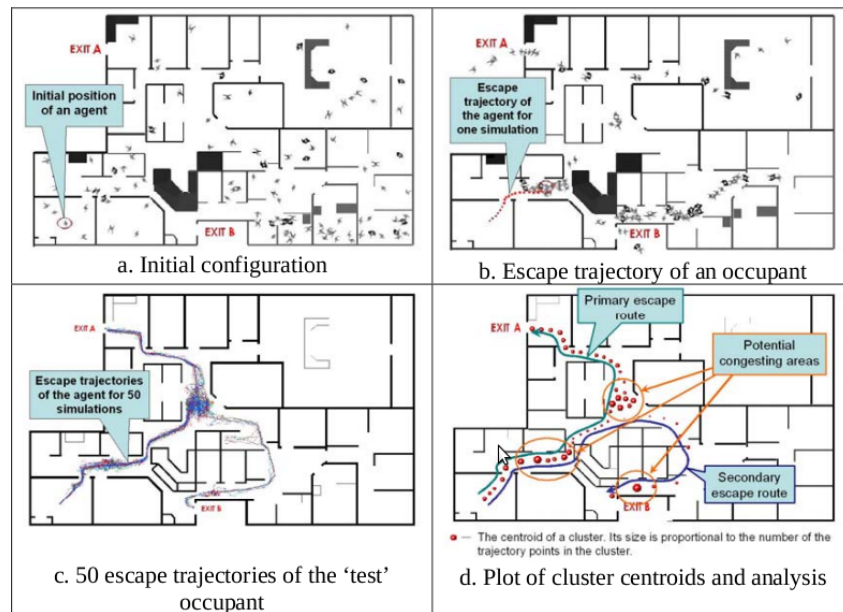 EXIT A
Initial position
of an agent
EXIT B
a. Initial configuration
EXIT A
Escape
trajectory of
the agent for
one simulation
EXIT B
b. Escape trajectory of an occupant
EXIT A
Escape trajectories
of the agent for 50
simulations
EXIT B
c. 50 escape trajectories of the ‘test’
occupant
Primary escape
route
EXIT A
Potential
congesting areas
Secondary
escape route
EXIT B
— The centroid of a cluster. Its size is proportional to the number of the
trajectory points in the cluster.
d. Plot of cluster centroids and analysis